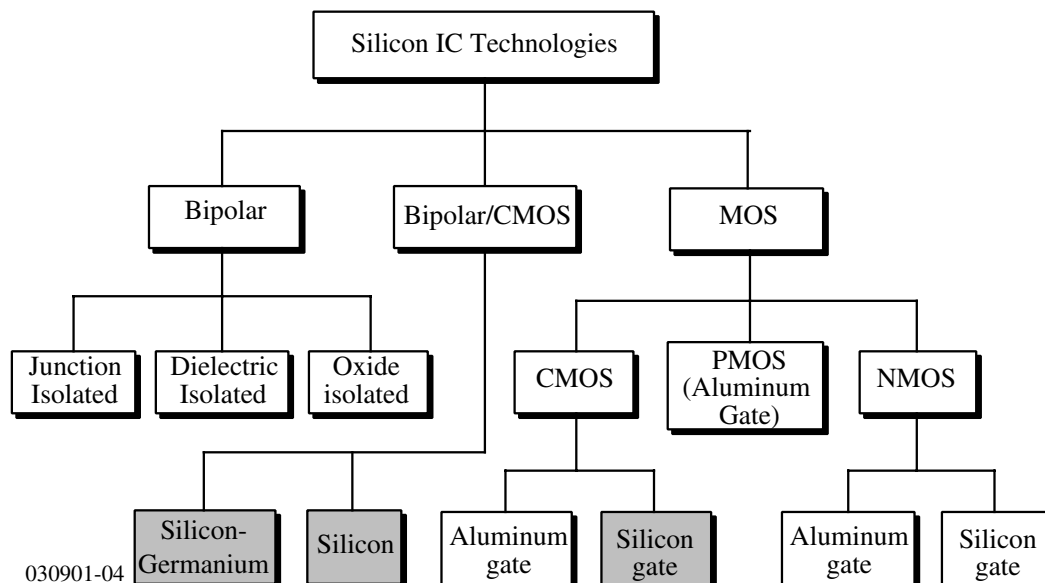 Silicon IC Technologies
Bipolar
Bipolar/CMOS
MOS
Junction
Isolated
Dielectric
Isolated
Oxide
isolated
CMOS
PMOS
(Aluminum
Gate)
NMOS
Silicon-
Germanium
Silicon
Aluminum
gate
Silicon
gate
Aluminum
gate
Silicon
gate
030901-04